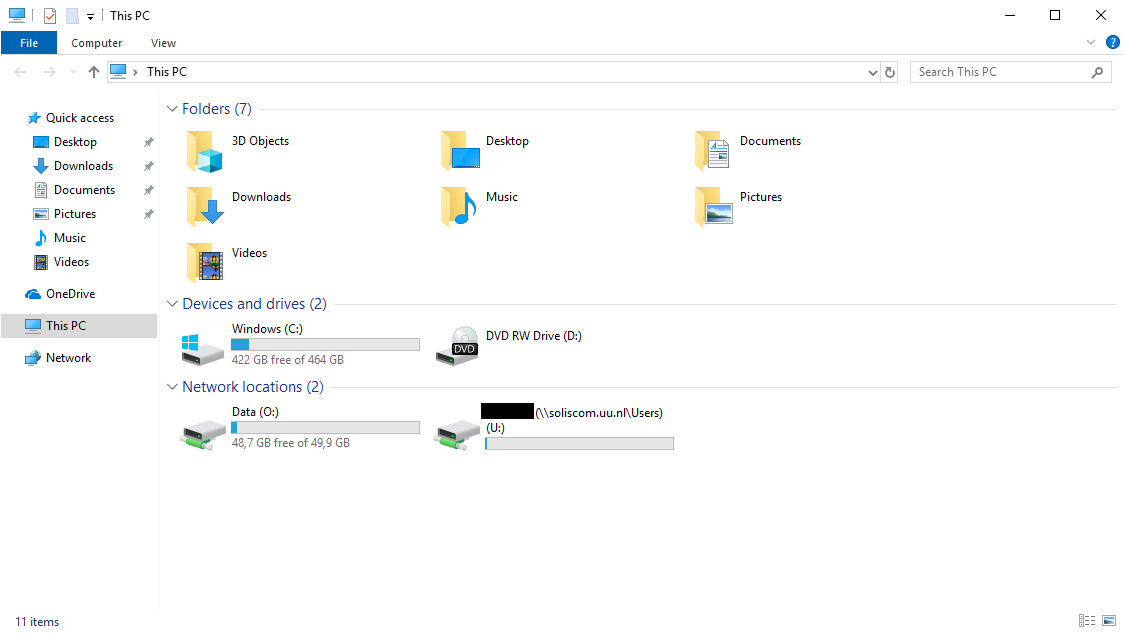 This PC
File Computer View
This PC
Search This PC
Quick access
Desktop
Downloads
Documents
Pictures
Music
Videos
OneDrive
This PC
Network
Folders (7)
3D Objects
Desktop
Documents
Downloads
Music
Pictures
Videos
Devices and drives (2)
Windows (C:)
422 GB free of 464 GB
DVD
DVD RW Drive (D:)
Network locations (2)
Data (O:)
48,7 GB free of 49,9 GB
(\\soliscom.uu.nl\Users)
(U:)
11 items